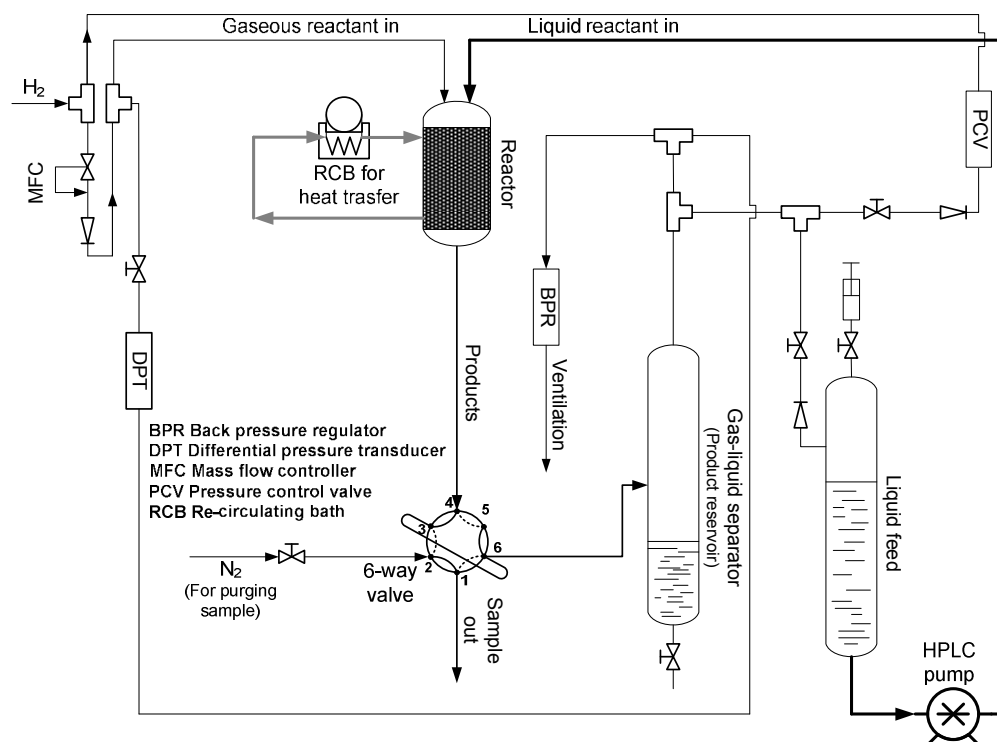 Gaseous reactant in
Liquid reactant in
H2
MFC
PCV
RCB for
heat trasfer
Reactor
BPR
Ventilation
DPT
Products
BPR Back pressure regulator
DPT Differential pressure transducer
MFC Mass flow controller
PCV Pressure control valve
RCB Re-circulating bath
Gas-liquid separator
(Product reservoir)
Liquid feed
4
5
3
6
2
1
N2
(For purging
sample)
6-way
valve
Sample
out
HPLC
pump